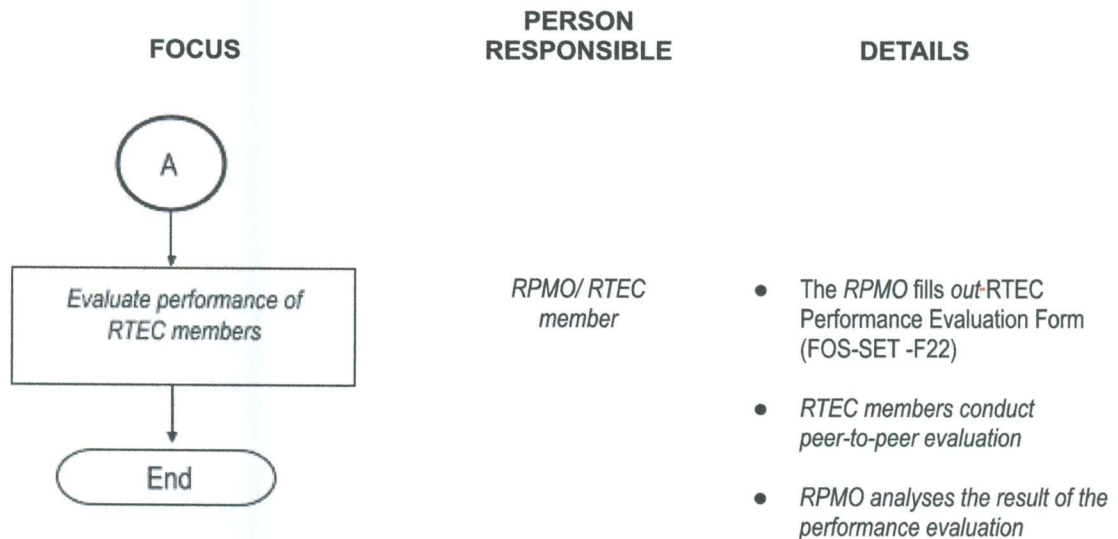 FOCUS
PERSON
RESPONSIBLE
DETAILS
A
Evaluate performance of
RTEC members
RPMO/ RTEC
member
● The RPMO fills out-RTEC
Performance Evaluation Form
(FOS-SET -F22)
● RTEC members conduct
peer-to-peer evaluation
● RPMO analyses the result of the
performance evaluation
End